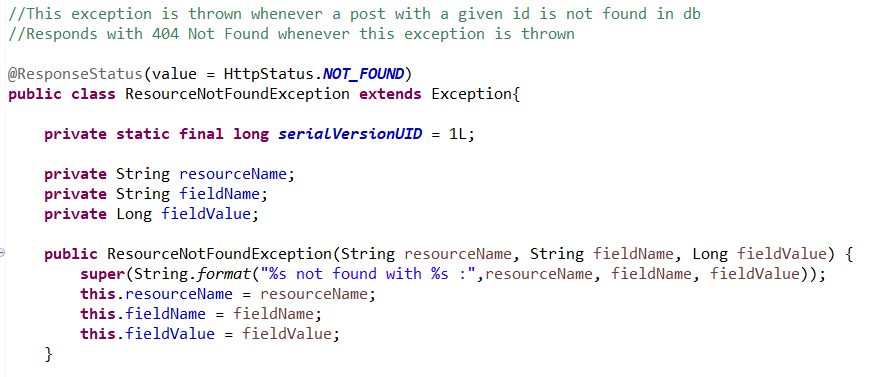 //This exception is thrown whenever a post with a given id is not found in db
//Responds with 404 Not Found whenever this exception is thrown
@ResponseStatus(value = HttpStatus.NOT_FOUND)
public class ResourceNotFoundException extends Exception{
private static final long serialVersionUID = 1L;
private String resourceName;
private String fieldName;
private Long fieldValue;
public ResourceNotFoundException(String resourceName, String fieldName, Long fieldValue) {
super(String.format("%s not found with %s :",resourceName, fieldName, fieldValue));
this.resourceName = resourceName;
this.fieldName = fieldName;
this.fieldValue = fieldValue;
}